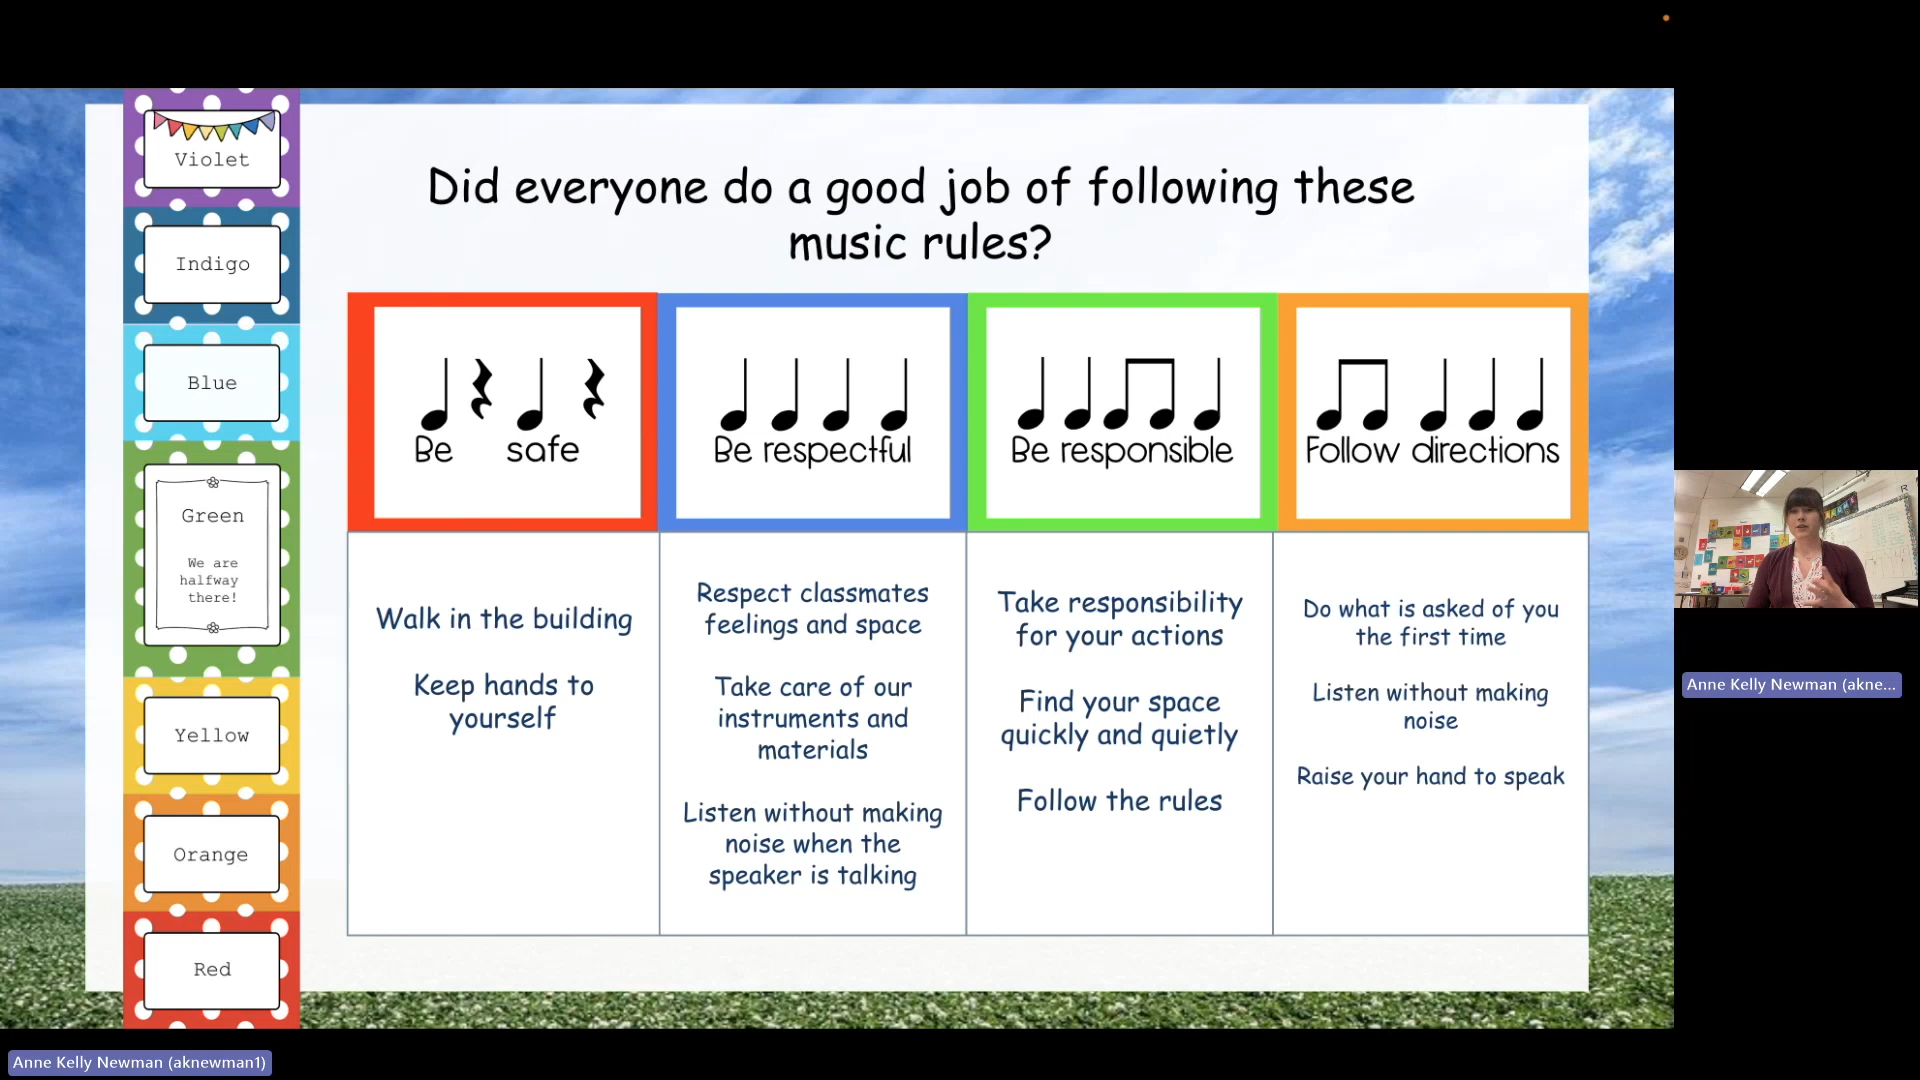 Violet
Indigo
Blue
Green
We are
halfway
there!
Yellow
Orange
Red
Did everyone do a good job of following these
music rules?
Be safe
Be respectful
Be responsible
Follow directions
Walk in the building
Keep hands to
yourself
Respect classmates
feelings and space
Take care of our
instruments and
materials
Listen without making
noise when the
speaker is talking
Take responsibility
for your actions
Find your space
quickly and quietly
Follow the rules
Do what is asked of you
the first time
Listen without making
noise
Raise your hand to speak
Anne Kelly Newman (akne...
Anne Kelly Newman (aknewman1)